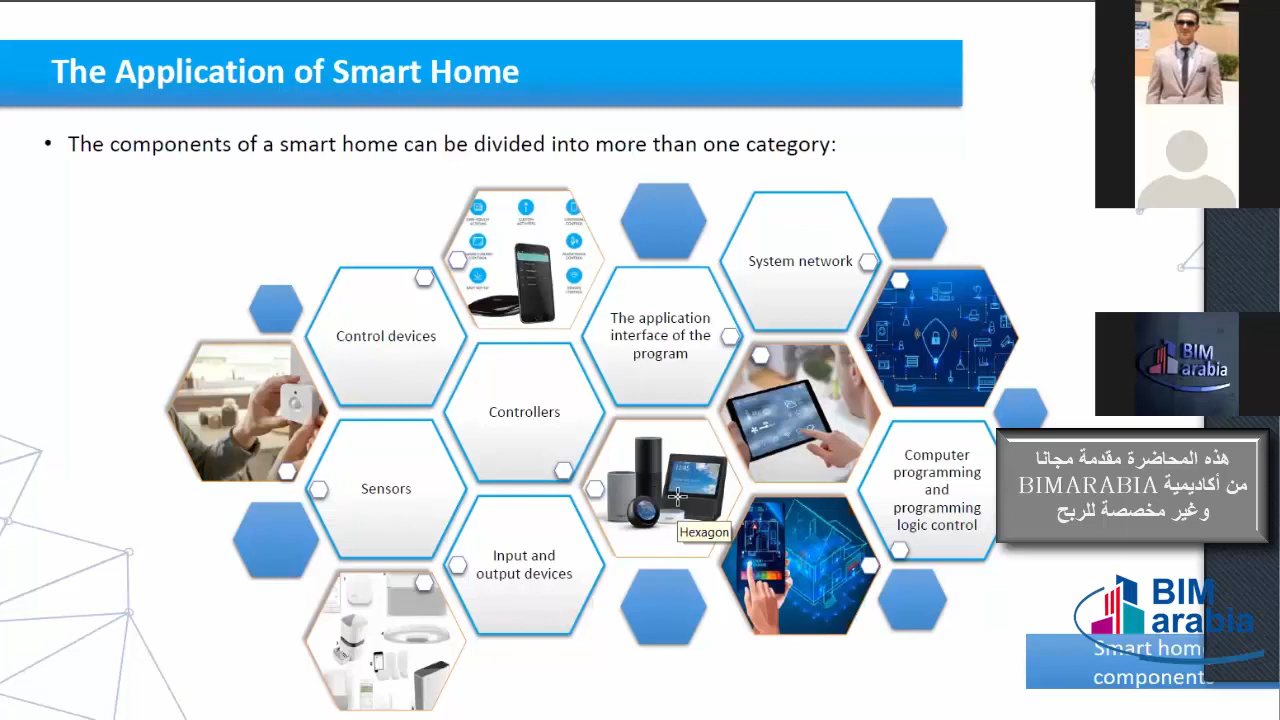 The Application of Smart Home
• The components of a smart home can be divided into more than one category:
System network
Control devices
The application
interface of the
program
Controllers
Computer
programming
and
programming
logic control
Sensors
Hexagon
Input and
output devices
BIM
arabia
هذه المحاضرة مقدمة مجانا
من أكاديمية BIMARABIA
وغير مخصصة للربح
BIM
arabia
Smart home
components